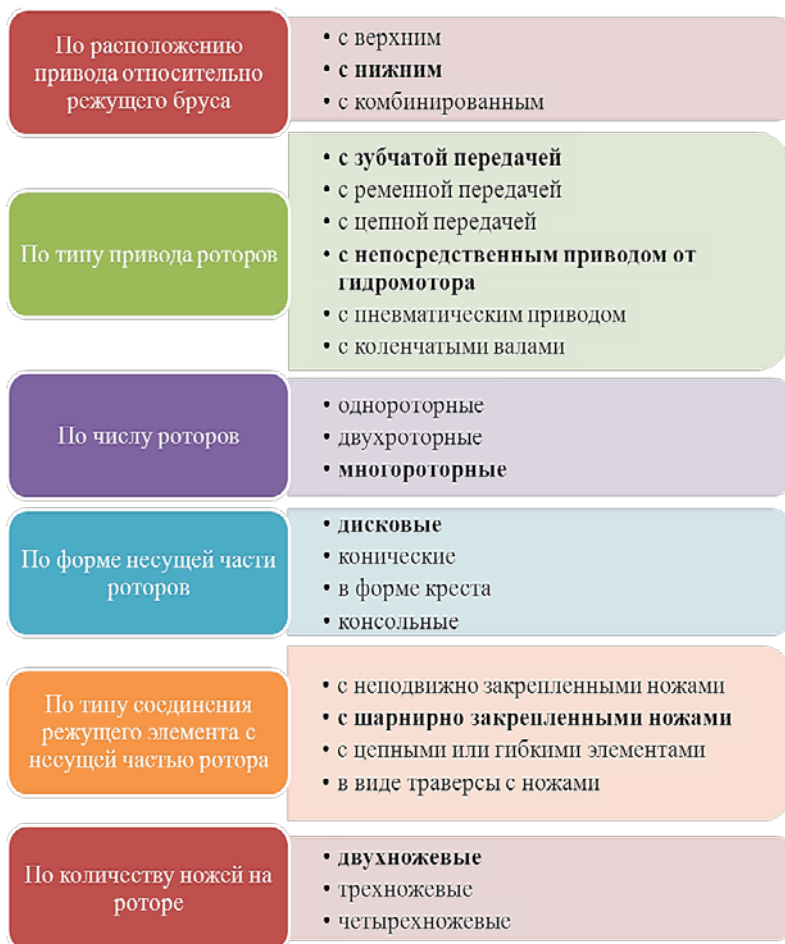 По расположению
привода относительно
режущего бруса
• с верхним
• с нижним
• с комбинированным
По типу привода роторов
• с зубчатой передачей
• с ременной передачей
• с цепной передачей
• с непосредственным приводом от
гидромотора
• с пневматическим приводом
• с коленчатыми валами
По числу роторов
• однороторные
• двухроторные
• многороторные
По форме несущей части
роторов
• дисковые
• конические
• в форме креста
• консольные
По типу соединения
режущего элемента с
несущей частью ротора
• с неподвижно закрепленными ножами
• с шарнирно закрепленными ножами
• с цепными или гибкими элементами
• в виде траверсы с ножами
По количеству ножей на
роторе
• двухножевые
• трехножевые
• четырехножевые